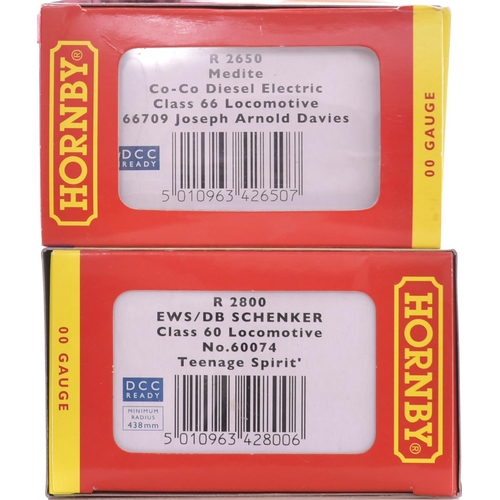 HORNBY®
R 2650
Medite
Co-Co Diesel Electric
Class 66 Locomotive
66709 Joseph Arnold Davies
DCC
READY
5 010963 426507
00 GAUGE
00 GAUGE
R 2800
EWS/DB SCHENKER
Class 60 Locomotive
No.60074
Teenage Spirit'
DCC
READY
MINIMUM
RADIUS
438mm
5 010963 428006
HORNBY®